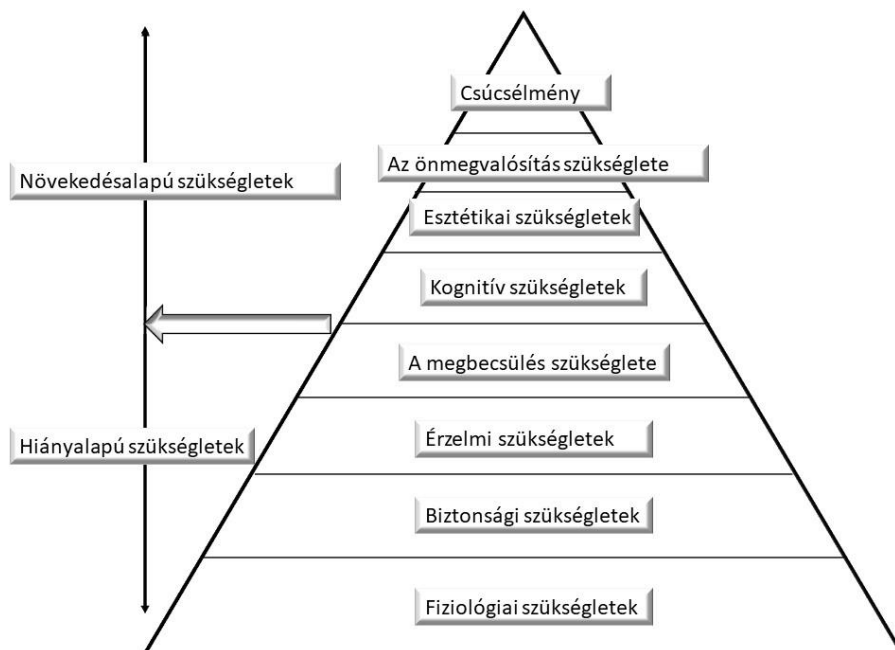 Csúcsélmény
Az önmegvalósítás szükséglete
Növekedésalapú szükségletek
Esztétikai szükségletek
Kognitív szükségletek
A megbecsülés szükséglete
Érzelmi szükségletek
Hiányalapú szükségletek
Biztonsági szükségletek
Fiziológiai szükségletek